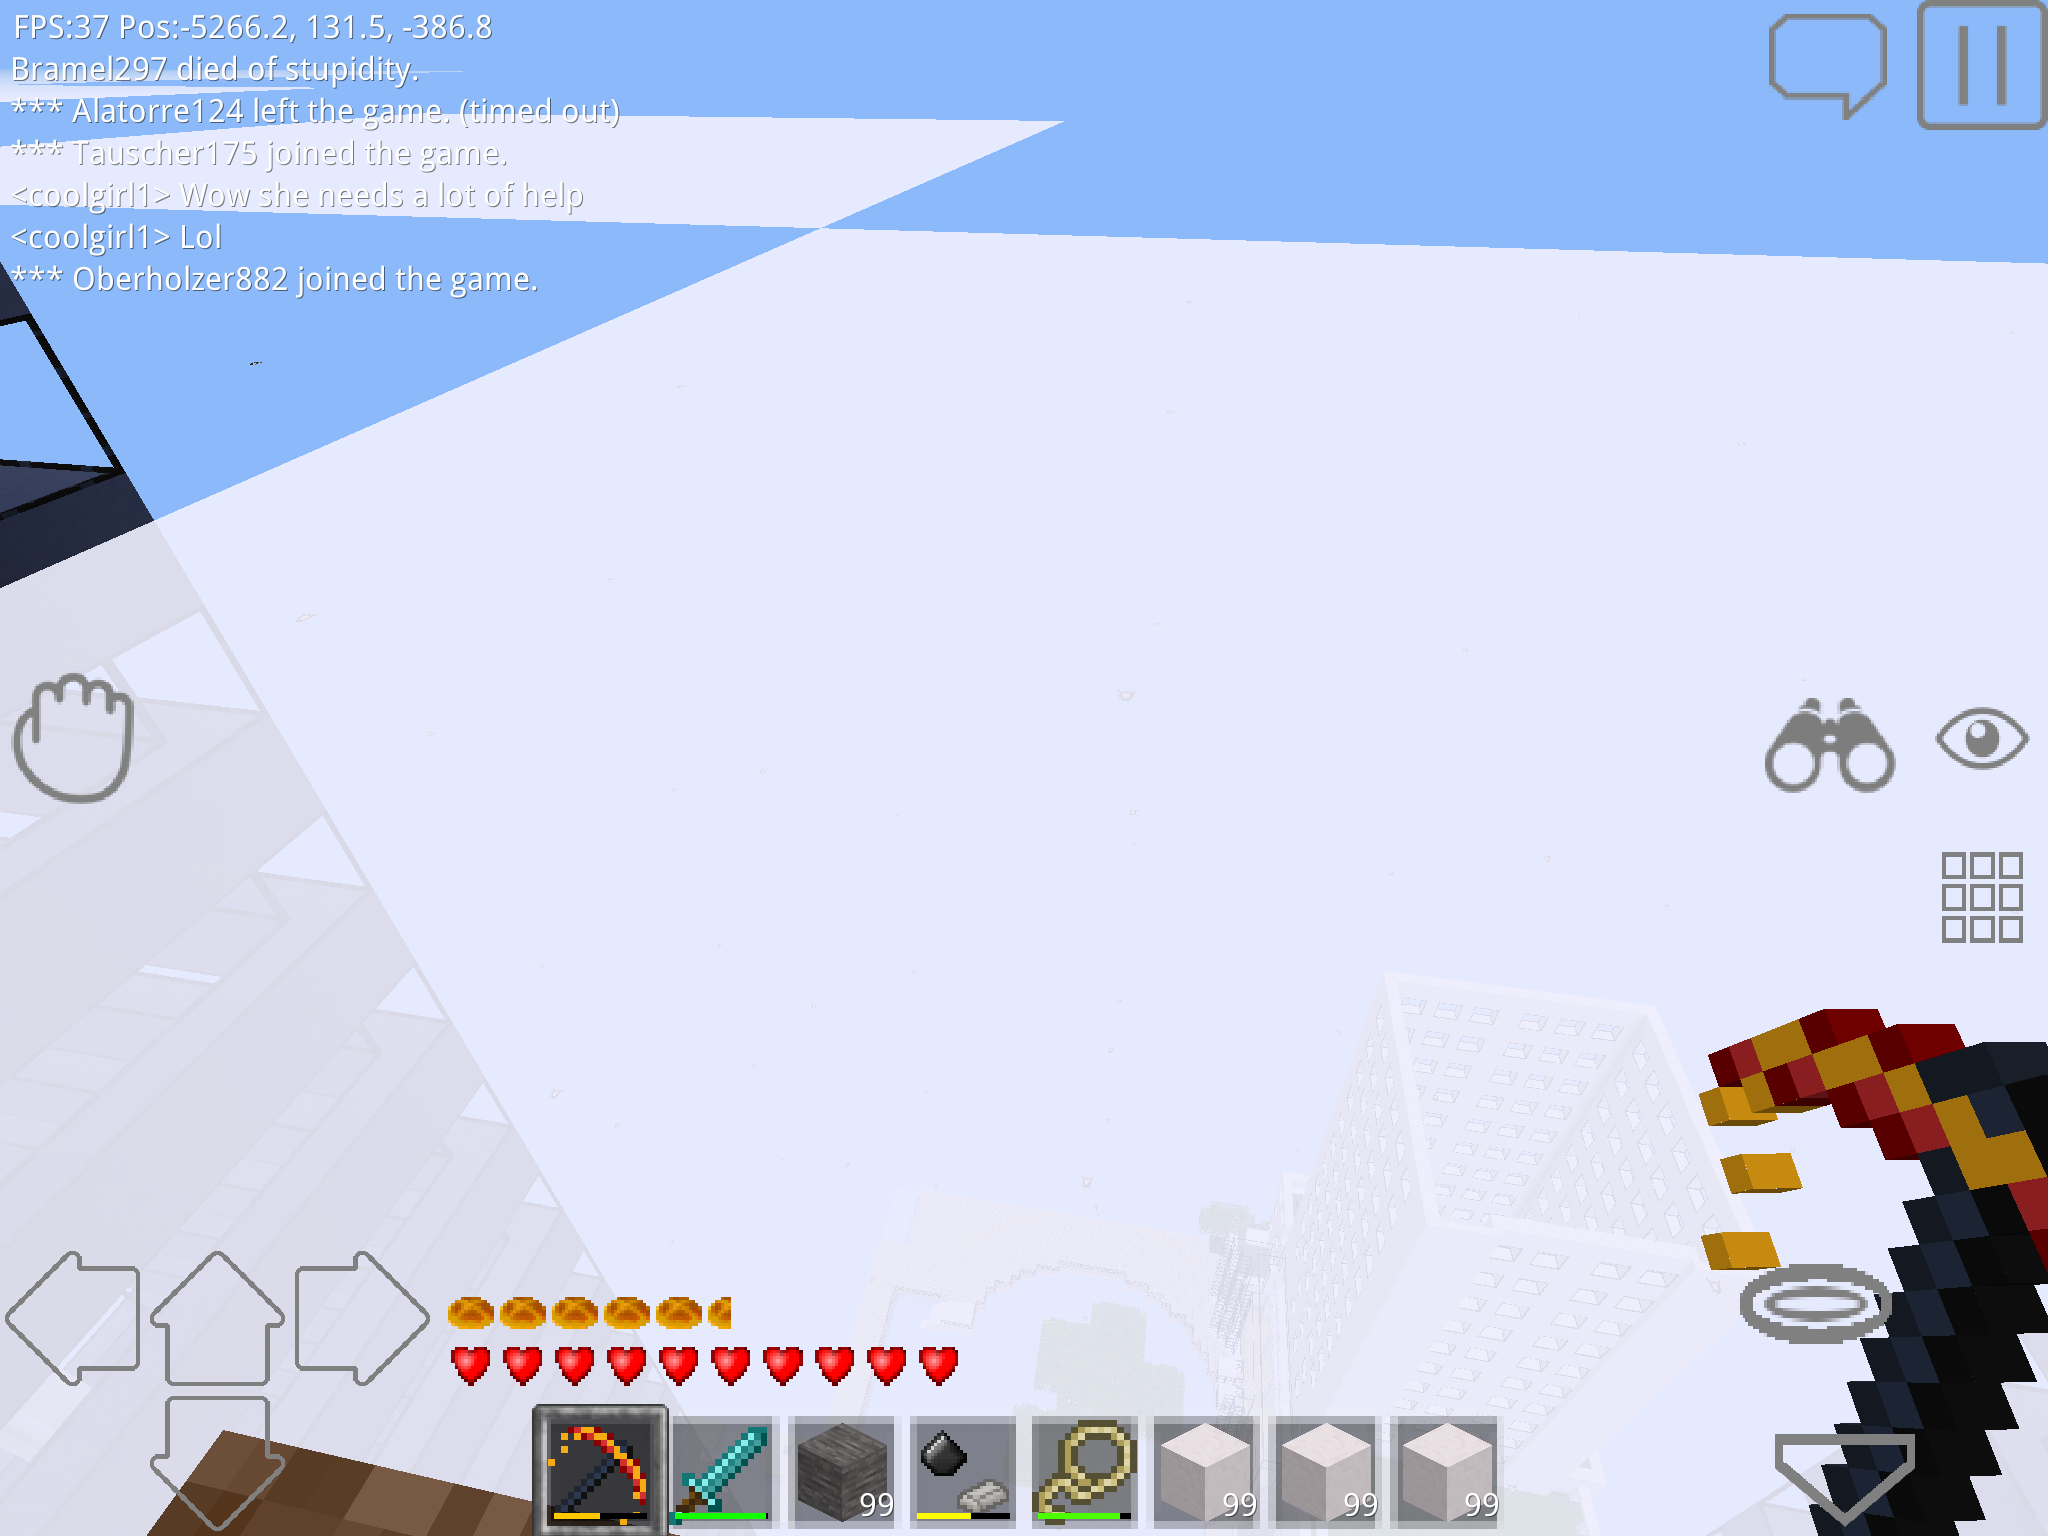 FPS:37 Pos:-5266.2, 131.5, -386.8
Bramel297 died of stupidity.
*** Alatorre124 left the game. (timed out)
*** Tauscher175 joined the game.
<coolgirl1> Wow she needs a lot of help
<coolgirl1> Lol
*** Oberholzer882 joined the game.
99 99 99 99